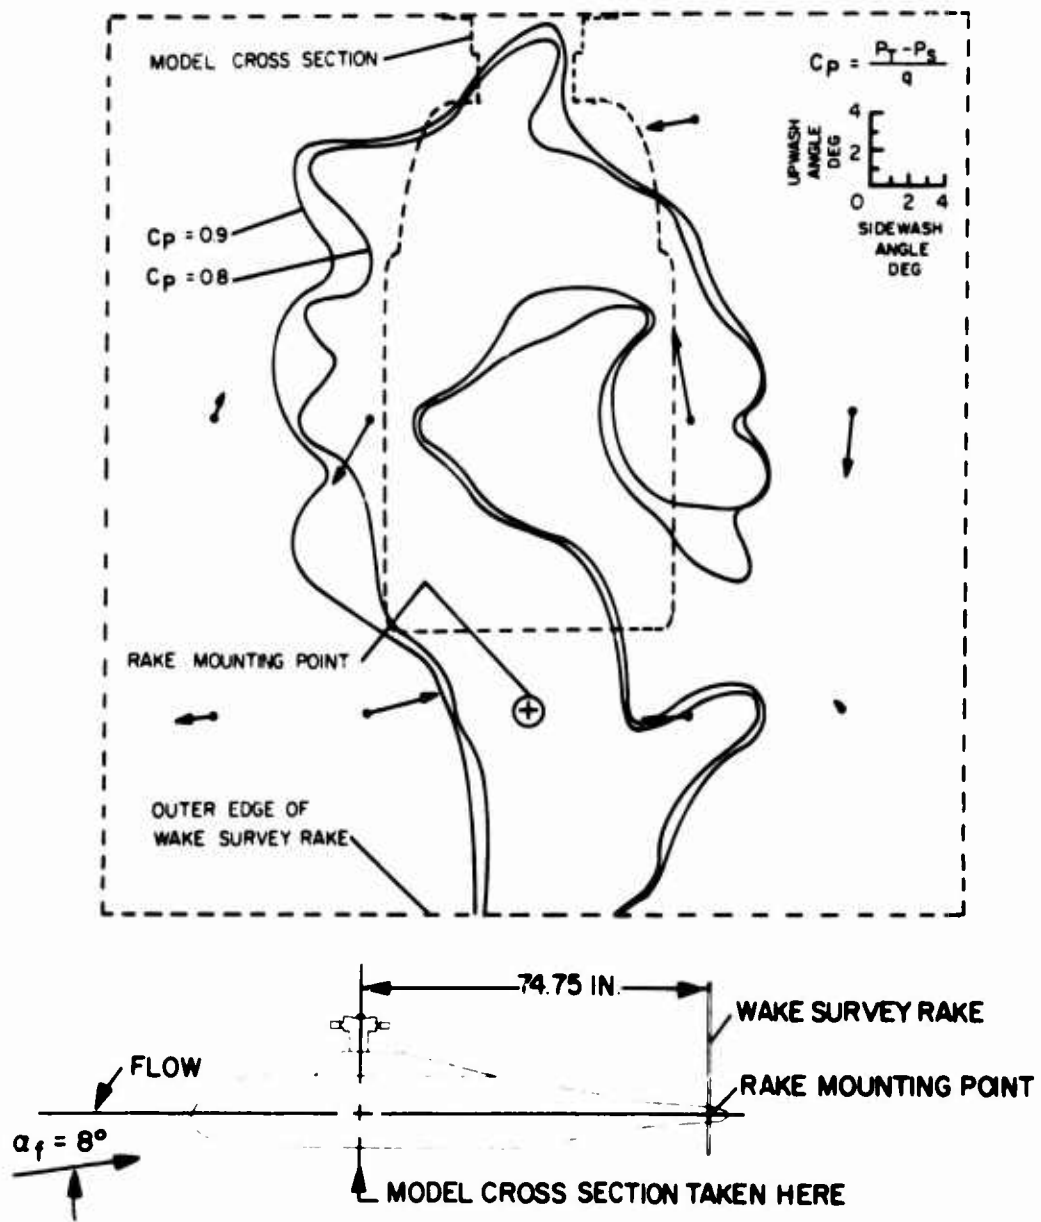 MODEL CROSS SECTION
Cp = PT - PS / q
UPWASH ANGLE DEG
4
2
0 2 4
SIDEWASH
ANGLE
DEG
Cp = 0.9
Cp = 0.8
RAKE MOUNTING POINT
OUTER EDGE OF
WAKE SURVEY RAKE
74.75 IN.
WAKE SURVEY RAKE
FLOW
RAKE MOUNTING POINT
αf = 8°
MODEL CROSS SECTION TAKEN HERE